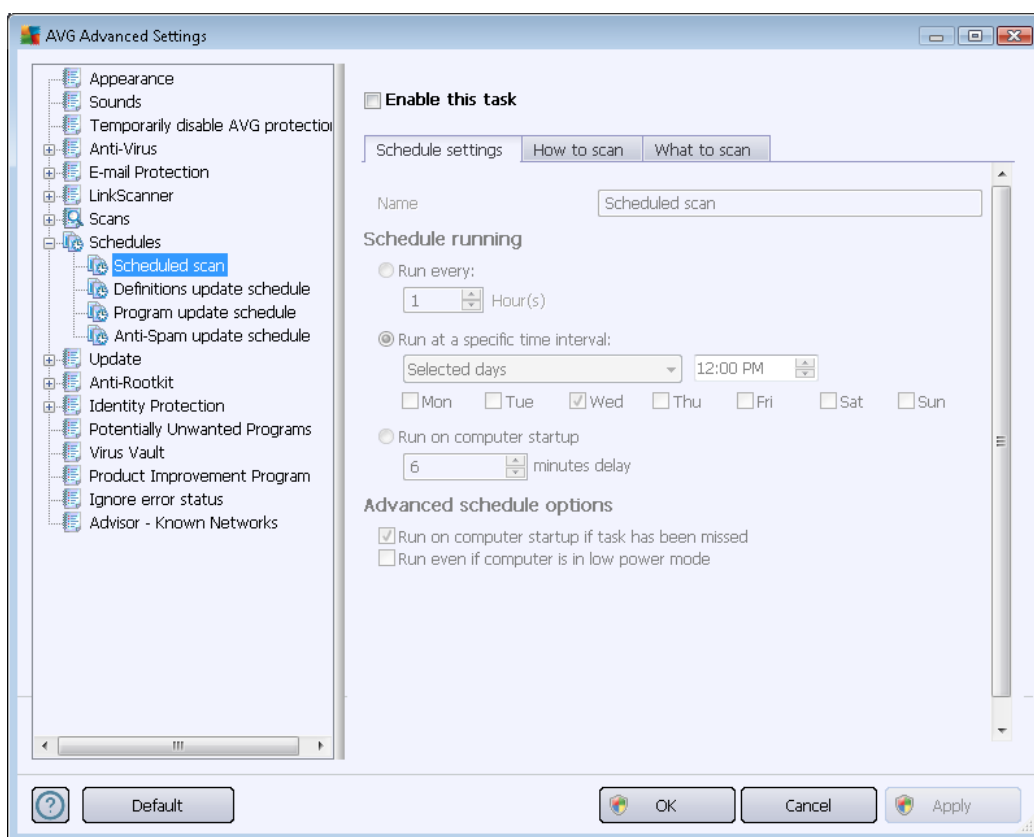 AVG Advanced Settings
Appearance
Sounds
Temporarily disable AVG protection
Anti-Virus
E-mail Protection
LinkScanner
Scans
Schedules
Scheduled scan
Definitions update schedule
Program update schedule
Anti-Spam update schedule
Update
Anti-Rootkit
Identity Protection
Potentially Unwanted Programs
Virus Vault
Product Improvement Program
Ignore error status
Advisor - Known Networks
Enable this task
Schedule settings How to scan What to scan
Name Scheduled scan
Schedule running
Run every:
1 Hour(s)
Run at a specific time interval:
Selected days 12:00 PM
Mon Tue Wed Thu Fri Sat Sun
Run on computer startup
6 minutes delay
Advanced schedule options
Run on computer startup if task has been missed
Run even if computer is in low power mode
? Default OK Cancel Apply